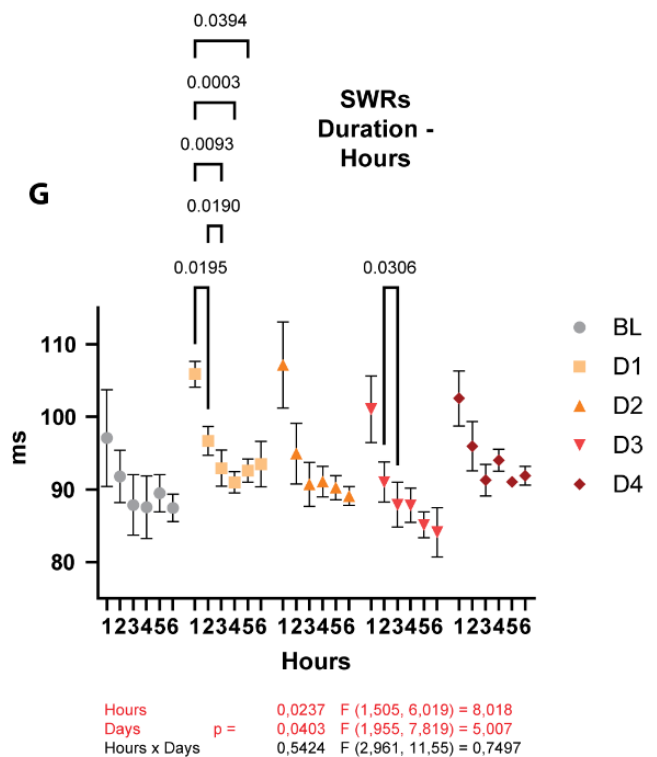 0.0394
0.0003
0.0093
0.0190
0.0195
0.0306
SWRs
Duration -
Hours
G
ms
110
100
90
80
BL
D1
D2
D3
D4
123456 123456 123456 123456 123456
Hours
Hours 0,0237 F (1,505, 6,019) = 8,018
Days p = 0,0403 F (1,955, 7,819) = 5,007
Hours x Days 0,5424 F (2,961, 11,55) = 0,7497